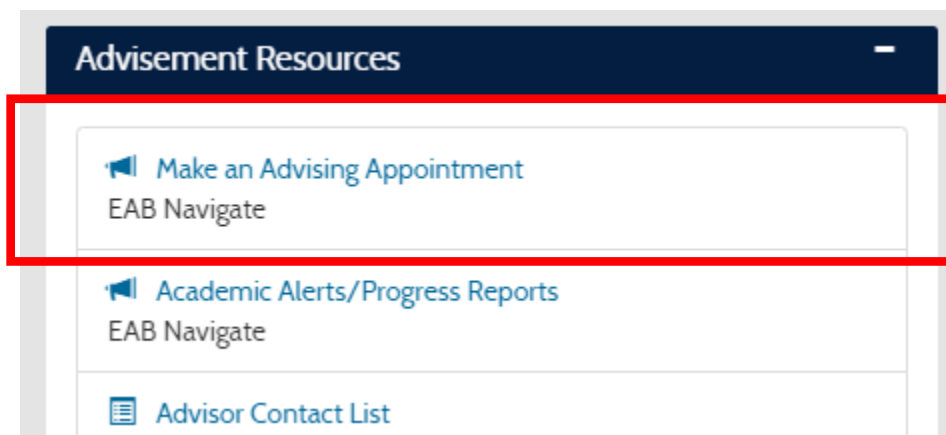 Advisement Resources
Make an Advising Appointment
EAB Navigate
Academic Alerts/Progress Reports
EAB Navigate
Advisor Contact List